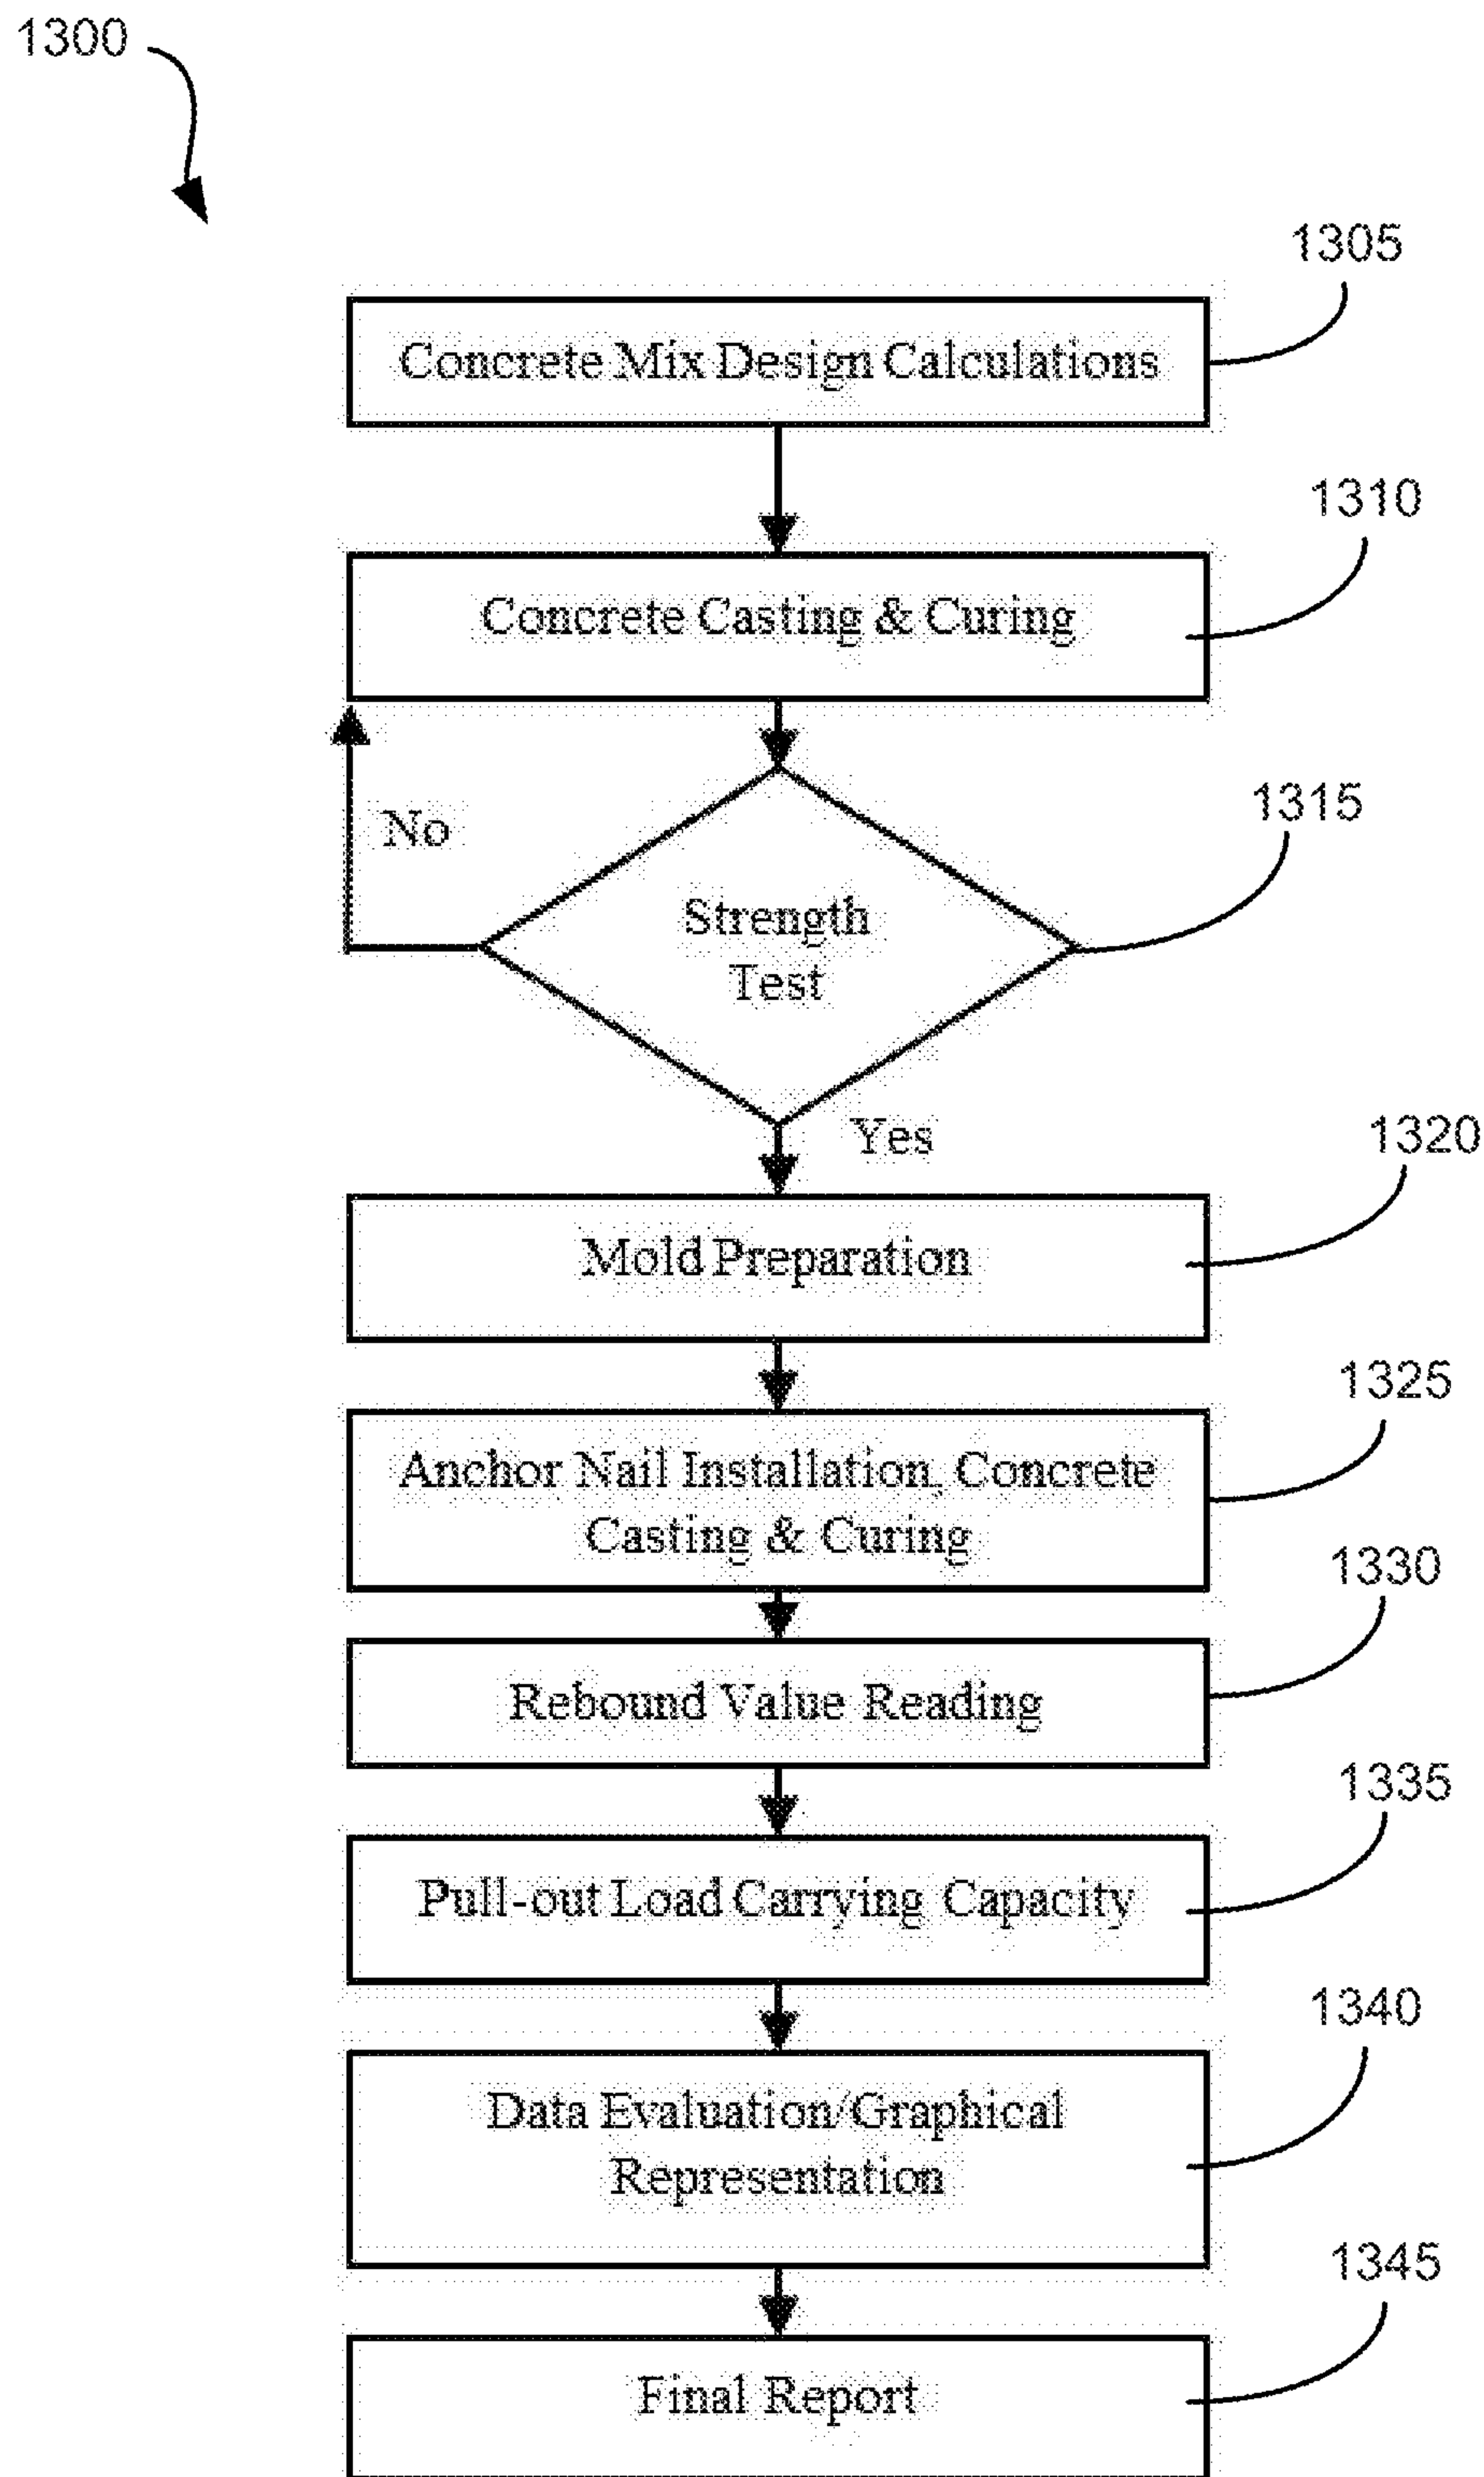 1300
1305
Concrete Mix Design Calculations
1310
Concrete Casting & Curing
No
1315
Strength
Test
Yes
1320
Mold Preparation
1325
Anchor Nail Installation, Concrete
Casting & Curing
1330
Rebound Value Reading
1335
Pull-out Load Carrying Capacity
1340
Data Evaluation/Graphical
Representation
1345
Final Report